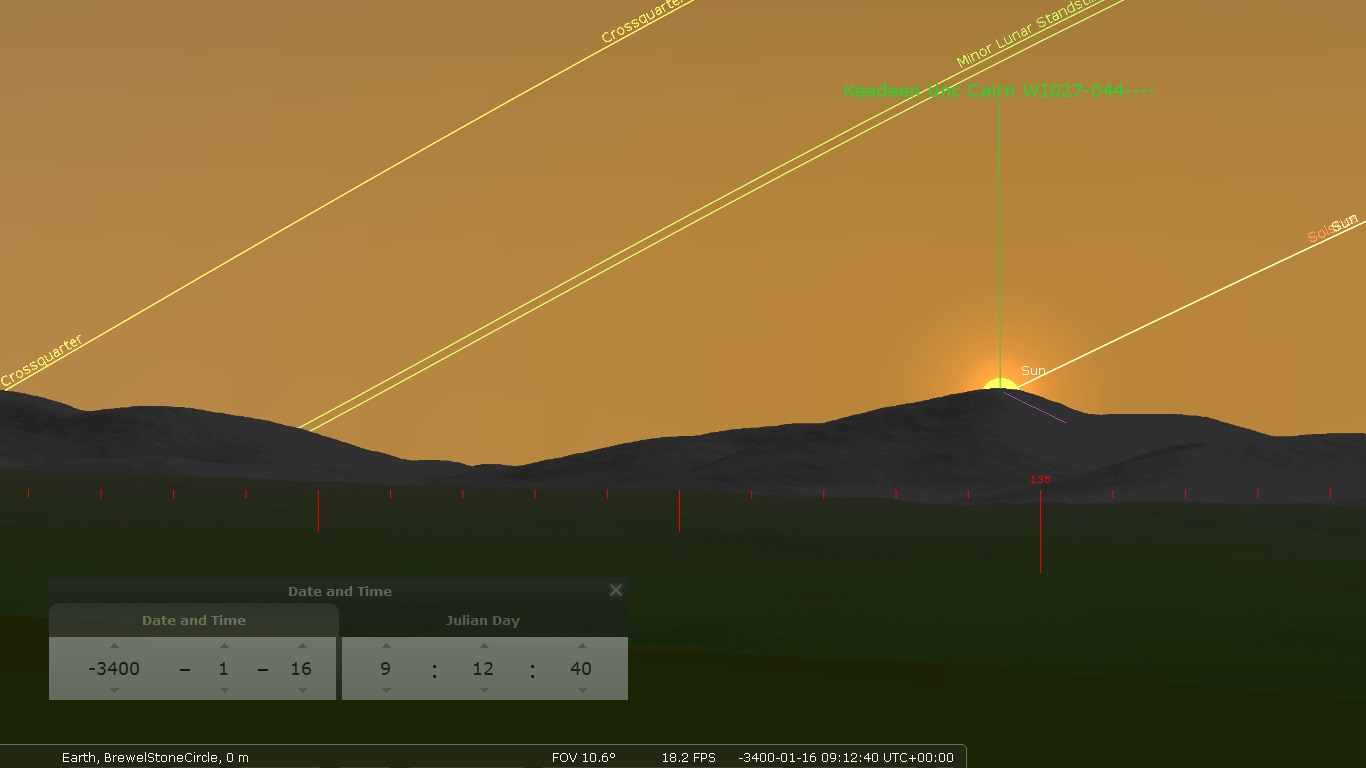 Crossquarter
Minor Lunar Standstill
Keadeen Unc Cairn WI027-044----
Sun
Crossquarter
Sun
135
Date and Time
Date and Time
Julian Day
-3400 – 1 – 16 9 : 12 : 40
Earth, BrewelStoneCircle, 0 m FOV 10.6° 18.2 FPS -3400-01-16 09:12:40 UTC+00:00